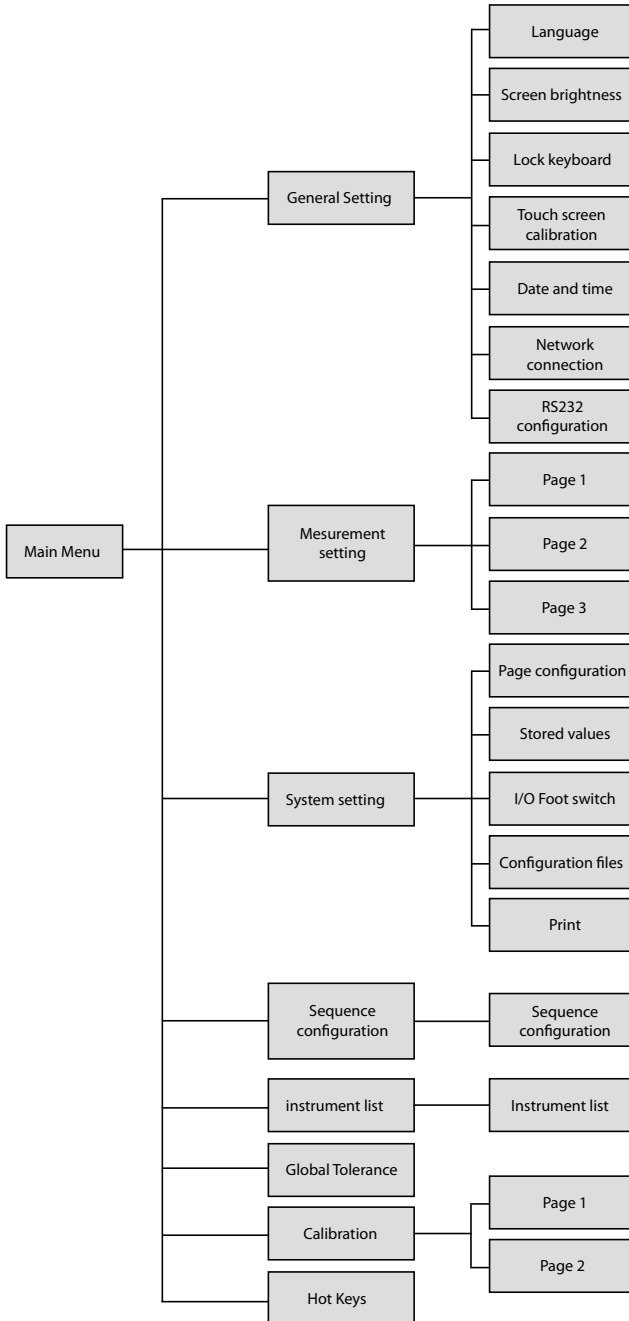 Main Menu
General Setting
Language
Screen brightness
Lock keyboard
Touch screen
calibration
Date and time
Network
connection
RS232
configuration
Mesurement
setting
Page 1
Page 2
Page 3
System setting
Page configuration
Stored values
I/O Foot switch
Configuration files
Print
Sequence
configuration
Sequence
configuration
instrument list
Instrument list
Global Tolerance
Calibration
Page 1
Page 2
Hot Keys